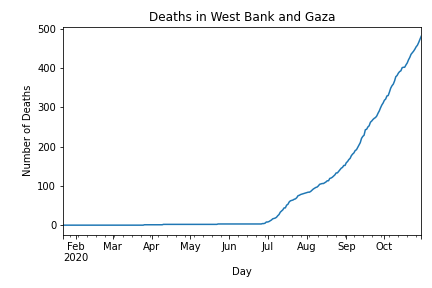 Deaths in West Bank and Gaza
500
400
300
200
100
0
Number of Deaths
Feb Mar Apr May Jun Jul Aug Sep Oct
2020
Day